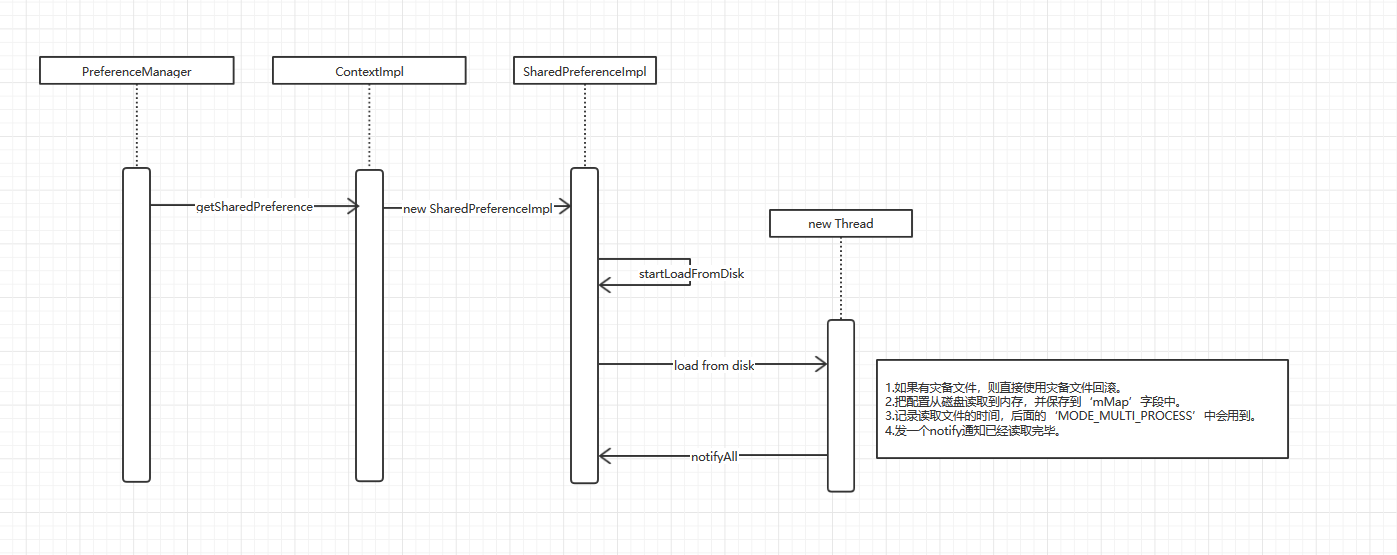 PreferenceManager
ContextImpl
SharedPreferenceImpl
getSharedPreference
new SharedPreferenceImpl
new Thread
startLoadFromDisk
load from disk
1.如果有灾备文件，则直接使用灾备文件回滚。
2.把配置从磁盘读取到内存，并保存到‘mMap’字段中。
3.记录读取文件的时间，后面的‘MODE_MULTI_PROCESS’中会用到。
4.发一个notify通知已经读取完毕。
notifyAll